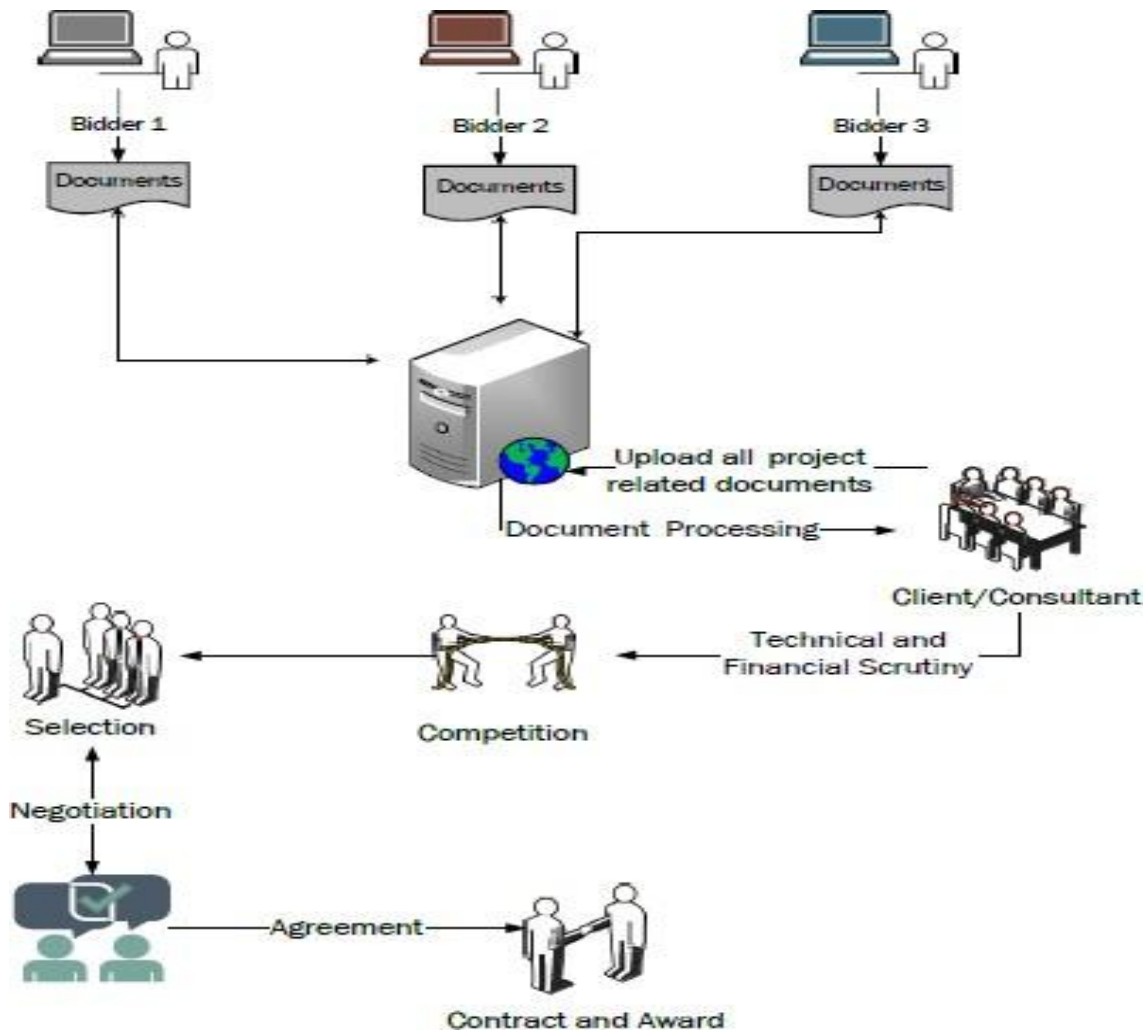 Bidder 1
Bidder 2
Bidder 3
Documents
Documents
Documents
Upload all project
related documents
Document Processing
Client/Consultant
Technical and
Financial Scrutiny
Selection
Competition
Negotiation
Agreement
Contract and Award